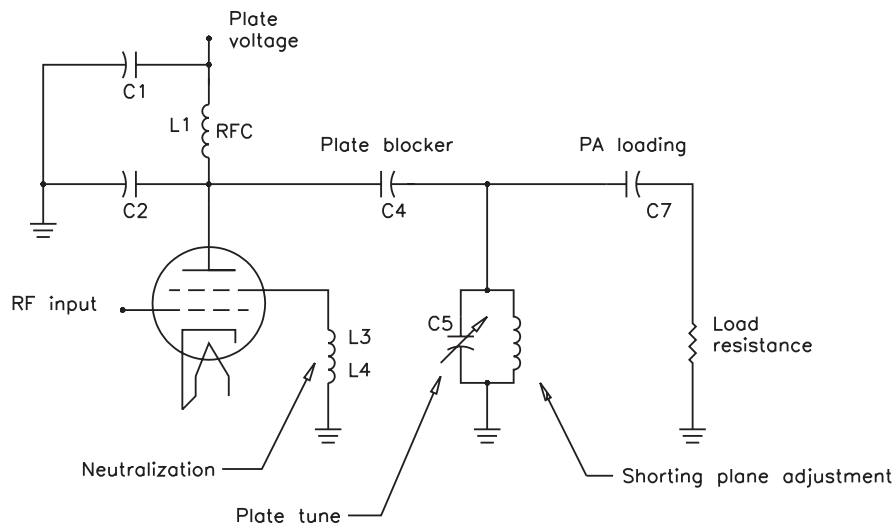 Plate
voltage
C1
L1
RFC
Plate blocker
PA loading
C2
C4
C7
RF input
C5
L3
L4
Load
resistance
Neutralization
Shorting plane adjustment
Plate tune